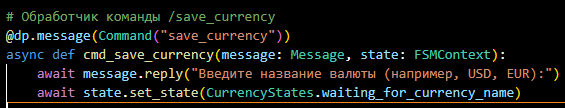 # Обработчик команды /save_currency
@dp.message(Command("save_currency"))
async def cmd_save_currency(message: Message, state: FSMContext):
    await message.reply("Введите название валюты (например, USD, EUR):")
    await state.set_state(CurrencyStates.waiting_for_currency_name)